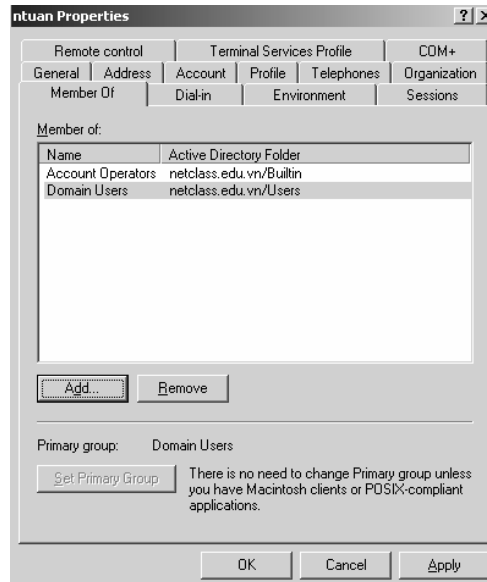 ntuan Properties
Remote control Terminal Services Profile COM+
General Address Account Profile Telephones Organization
Member Of Dial-in Environment Sessions
Member of:
Name Active Directory Folder
Account Operators netclass.edu.vn/Builtin
Domain Users netclass.edu.vn/Users
Add... Remove
Primary group: Domain Users
Set Primary Group There is no need to change Primary group unless
you have Macintosh clients or POSIX-compliant
applications.
OK Cancel Apply